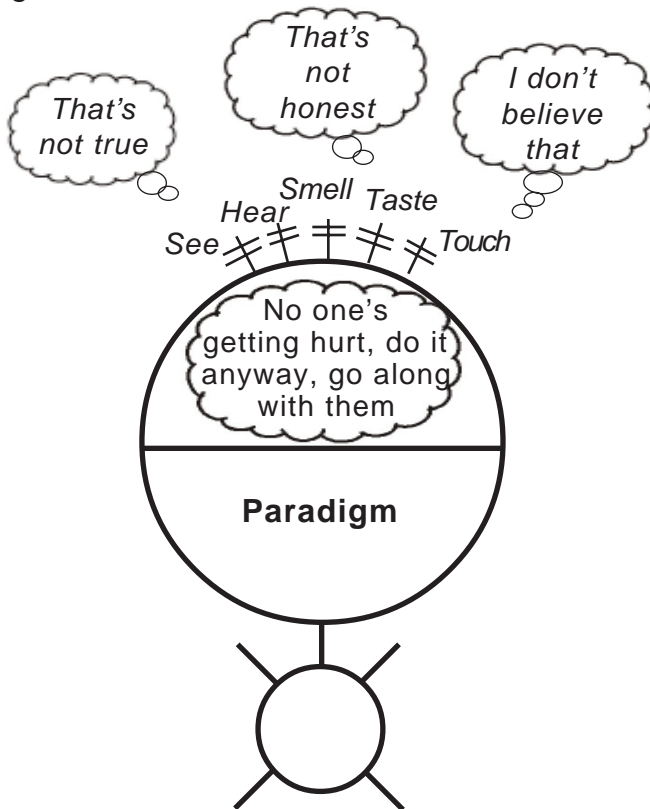 That's
not true
That's
not
honest
I don't
believe
that
See
Hear
Smell
Taste
Touch
No one's
getting hurt, do it
anyway, go along
with them
Paradigm